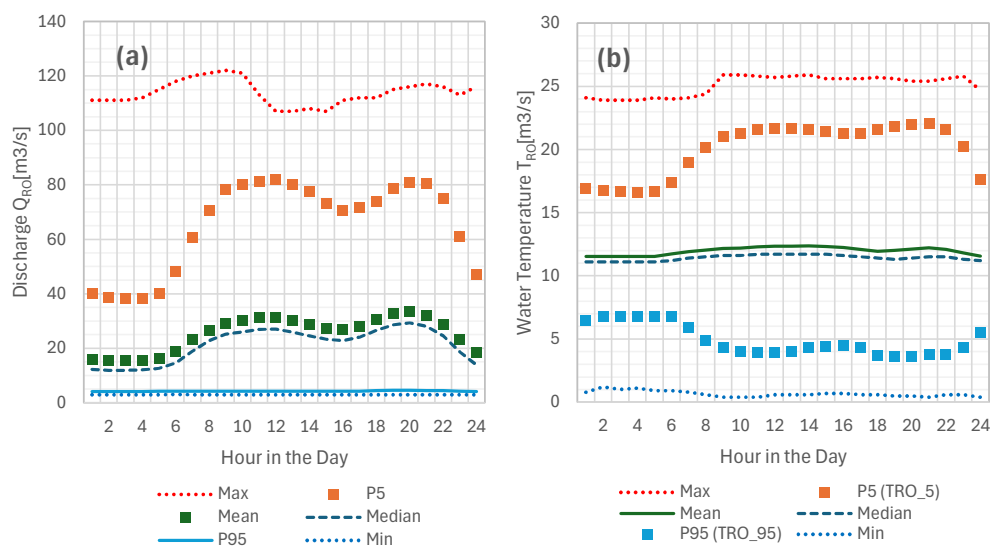 (a)
140
120
100
80
60
40
20
0
Discharge Q_RO[m3/s]
2 4 6 8 10 12 14 16 18 20 22 24
Hour in the Day
Max P5
Mean Median
P95 Min
(b)
30
25
20
15
10
5
0
Water Temperature T_RO[m3/s]
2 4 6 8 10 12 14 16 18 20 22 24
Hour in the Day
Max P5 (TRO_5)
Mean Median
P95 (TRO_95) Min